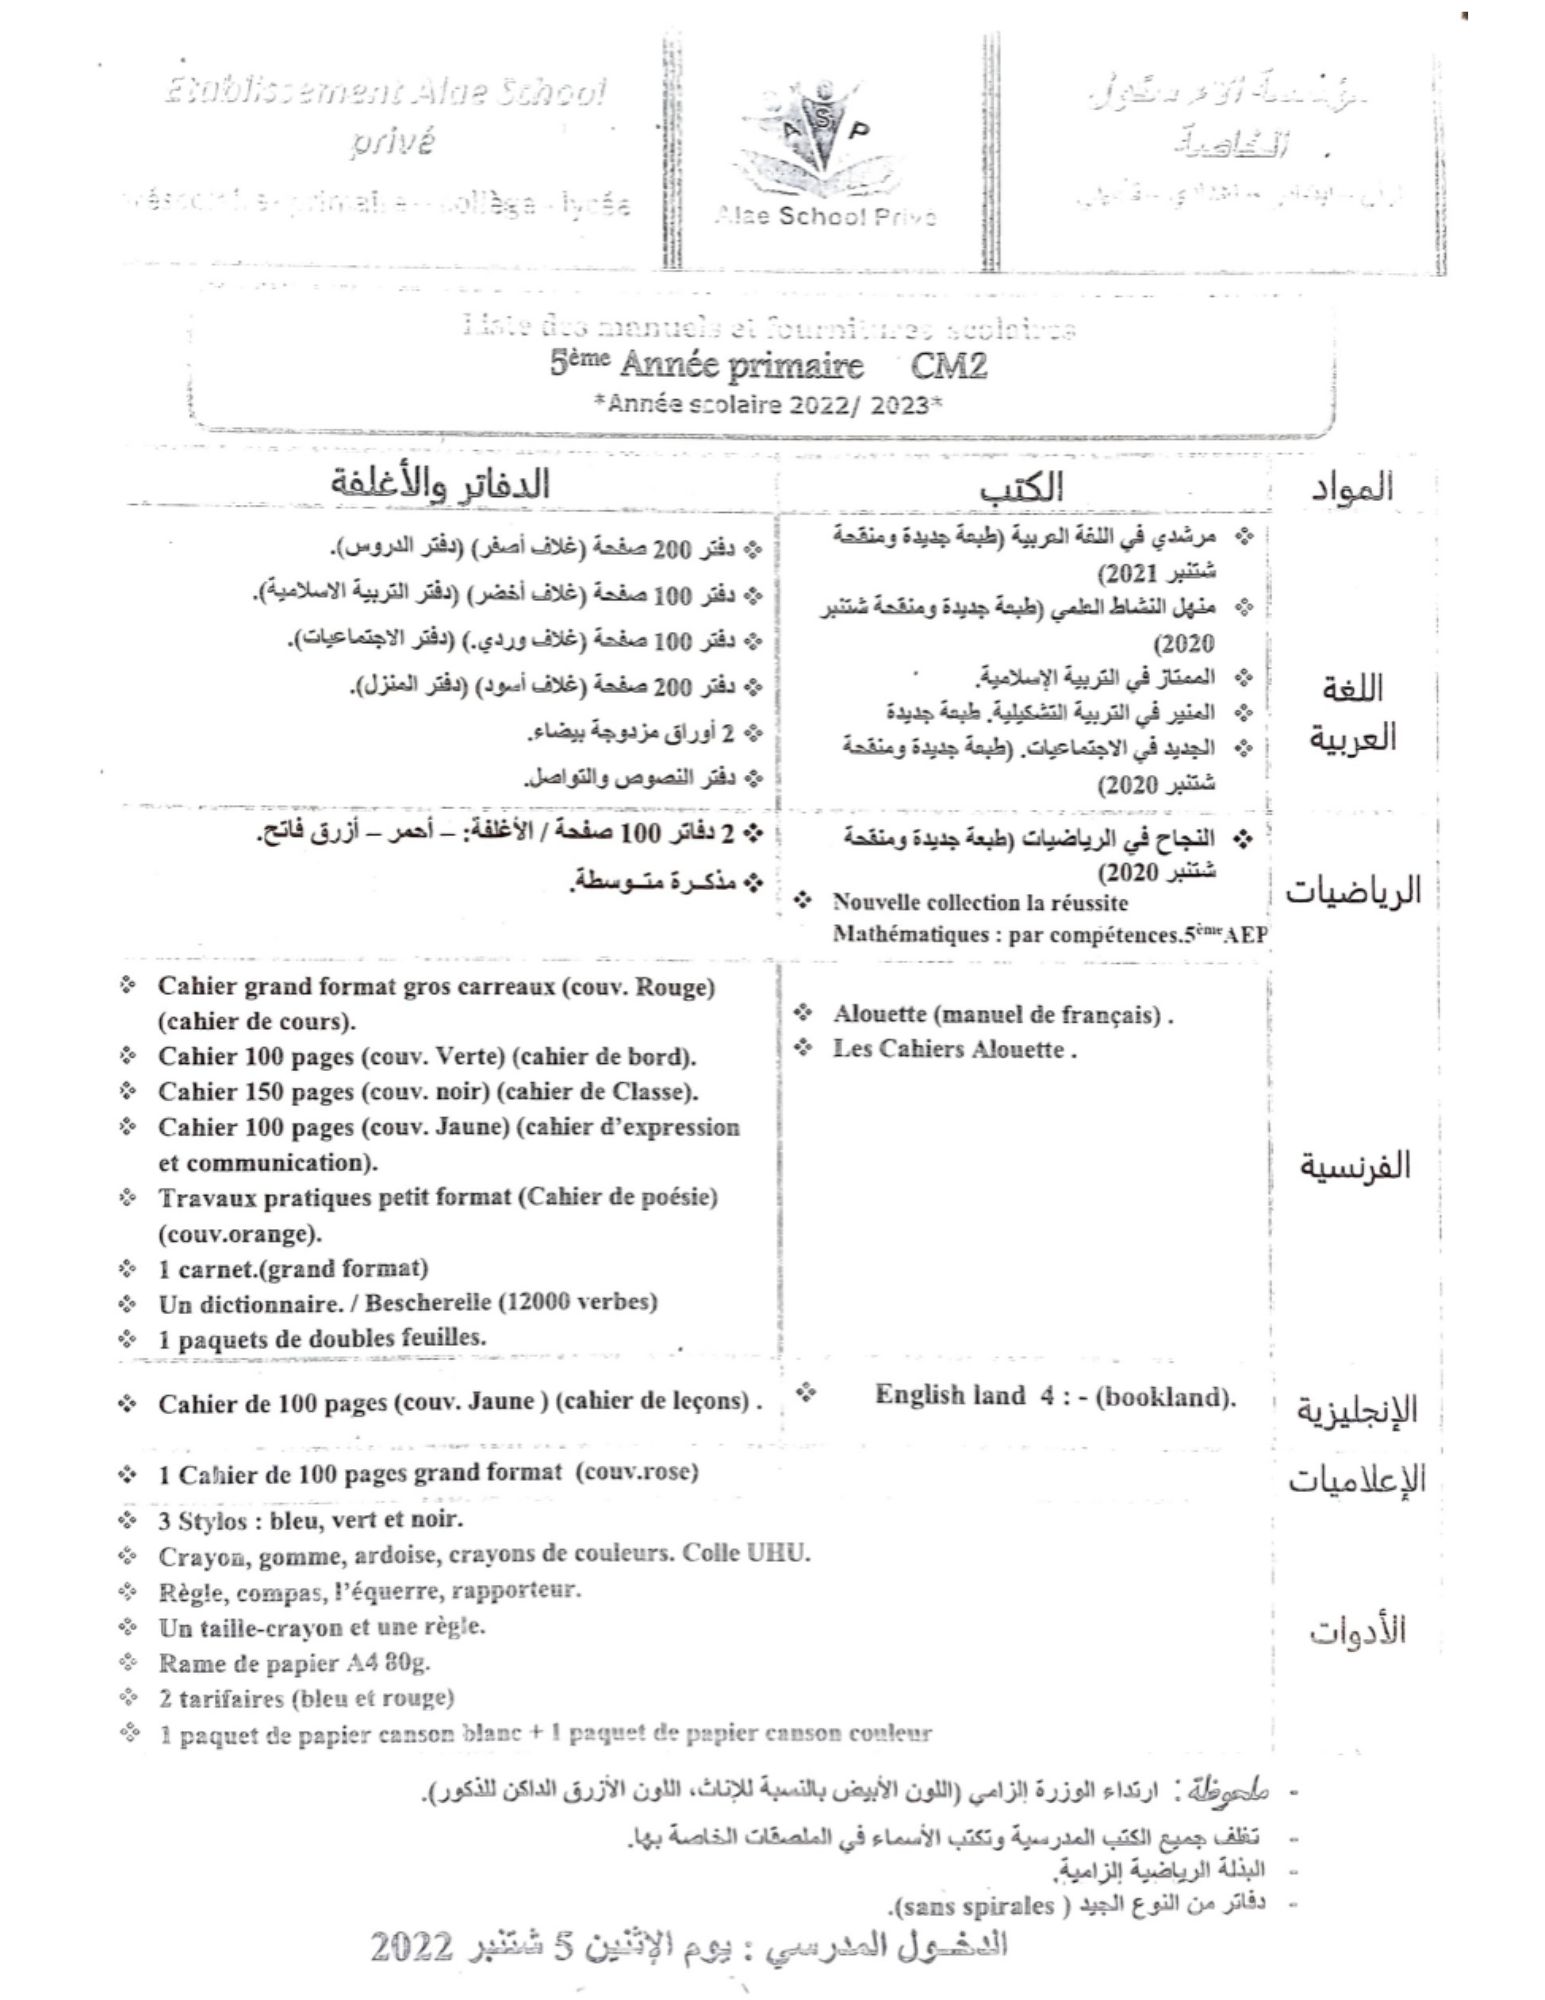 Etablissement Alae School
privé
préscolaire - primaire - collège - lycée
A S P
Alae School Privé
مؤسسة آلاء سكول
الخاصة
Liste des manuels et fournitures scolaires
5ème Année primaire CM2
*Année scolaire 2022/ 2023*
المواد
الكتب
الدفاتر والأغلفة
اللغة
العربية
❖ مرشدي في اللغة العربية (طبعة جديدة ومنقحة
شتنبر 2021)
❖ منهل النشاط العلمي (طبعة جديدة ومنقحة شتنبر
2020)
❖ الممتاز في التربية الإسلامية.
❖ المنير في التربية التشكيلية. طبعة جديدة
❖ الجديد في الاجتماعيات. (طبعة جديدة ومنقحة
شتنبر 2020)
❖ دفتر 200 صفحة (غلاف أصفر) (دفتر الدروس).
❖ دفتر 100 صفحة (غلاف أخضر) (دفتر التربية الاسلامية).
❖ دفتر 100 صفحة (غلاف وردي.) (دفتر الاجتماعيات).
❖ دفتر 200 صفحة (غلاف أسود) (دفتر المنزل).
❖ 2 أوراق مزدوجة بيضاء.
❖ دفتر النصوص والتواصل.
الرياضيات
❖ النجاح في الرياضيات (طبعة جديدة ومنقحة
شتنبر 2020)
❖ Nouvelle collection la réussite
Mathématiques : par compétences.5ème AEP
❖ 2 دفاتر 100 صفحة / الأغلفة: – أحمر – أزرق فاتح.
❖ مذكرة متوسطة.
الفرنسية
❖ Alouette (manuel de français) .
❖ Les Cahiers Alouette .
❖ Cahier grand format gros carreaux (couv. Rouge)
(cahier de cours).
❖ Cahier 100 pages (couv. Verte) (cahier de bord).
❖ Cahier 150 pages (couv. noir) (cahier de Classe).
❖ Cahier 100 pages (couv. Jaune) (cahier d’expression
et communication).
❖ Travaux pratiques petit format (Cahier de poésie)
(couv.orange).
❖ 1 carnet.(grand format)
❖ Un dictionnaire. / Bescherelle (12000 verbes)
❖ 1 paquets de doubles feuilles.
الإنجليزية
❖ English land 4 : - (bookland).
❖ Cahier de 100 pages (couv. Jaune ) (cahier de leçons) .
الإعلاميات
❖ 1 Cahier de 100 pages grand format (couv.rose)
الأدوات
❖ 3 Stylos : bleu, vert et noir.
❖ Crayon, gomme, ardoise, crayons de couleurs. Colle UHU.
❖ Règle, compas, l’équerre, rapporteur.
❖ Un taille-crayon et une règle.
❖ Rame de papier A4 80g.
❖ 2 tarifaires (bleu et rouge)
❖ 1 paquet de papier canson blanc + 1 paquet de papier canson couleur
- ملحوظة : ارتداء الوزرة إلزامي (اللون الأبيض بالنسبة للإناث، اللون الأزرق الداكن للذكور).
- تغلف جميع الكتب المدرسية وتكتب الأسماء في الملصقات الخاصة بها.
- البذلة الرياضية إلزامية.
- دفاتر من النوع الجيد ( sans spirales).
الدخول المدرسي : يوم الإثنين 5 شتنبر 2022